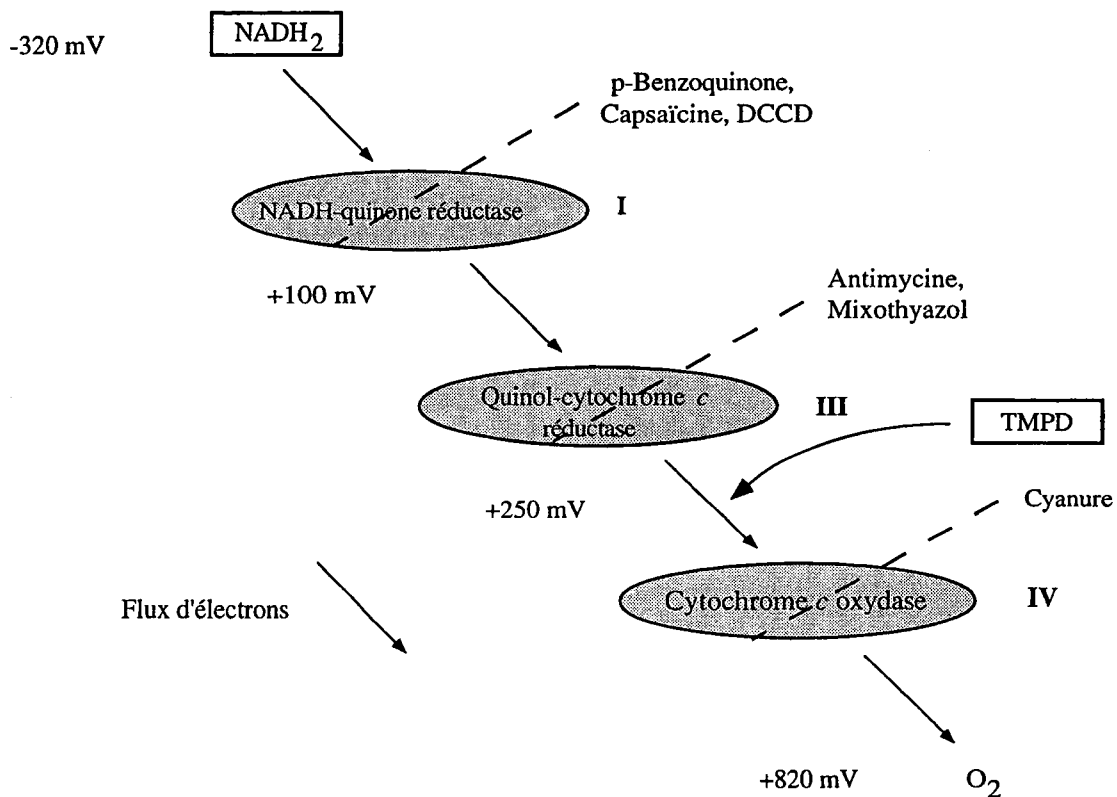 NADH2
-320 mV
p-Benzoquinone,
Capsaïcine, DCCD
NADH-quinone réductase
I
+100 mV
Antimycine,
Mixothyazol
Quinol-cytochrome c
réductase
III
TMPD
+250 mV
Cyanure
Cytochrome c oxydase
IV
Flux d'électrons
+820 mV
O2